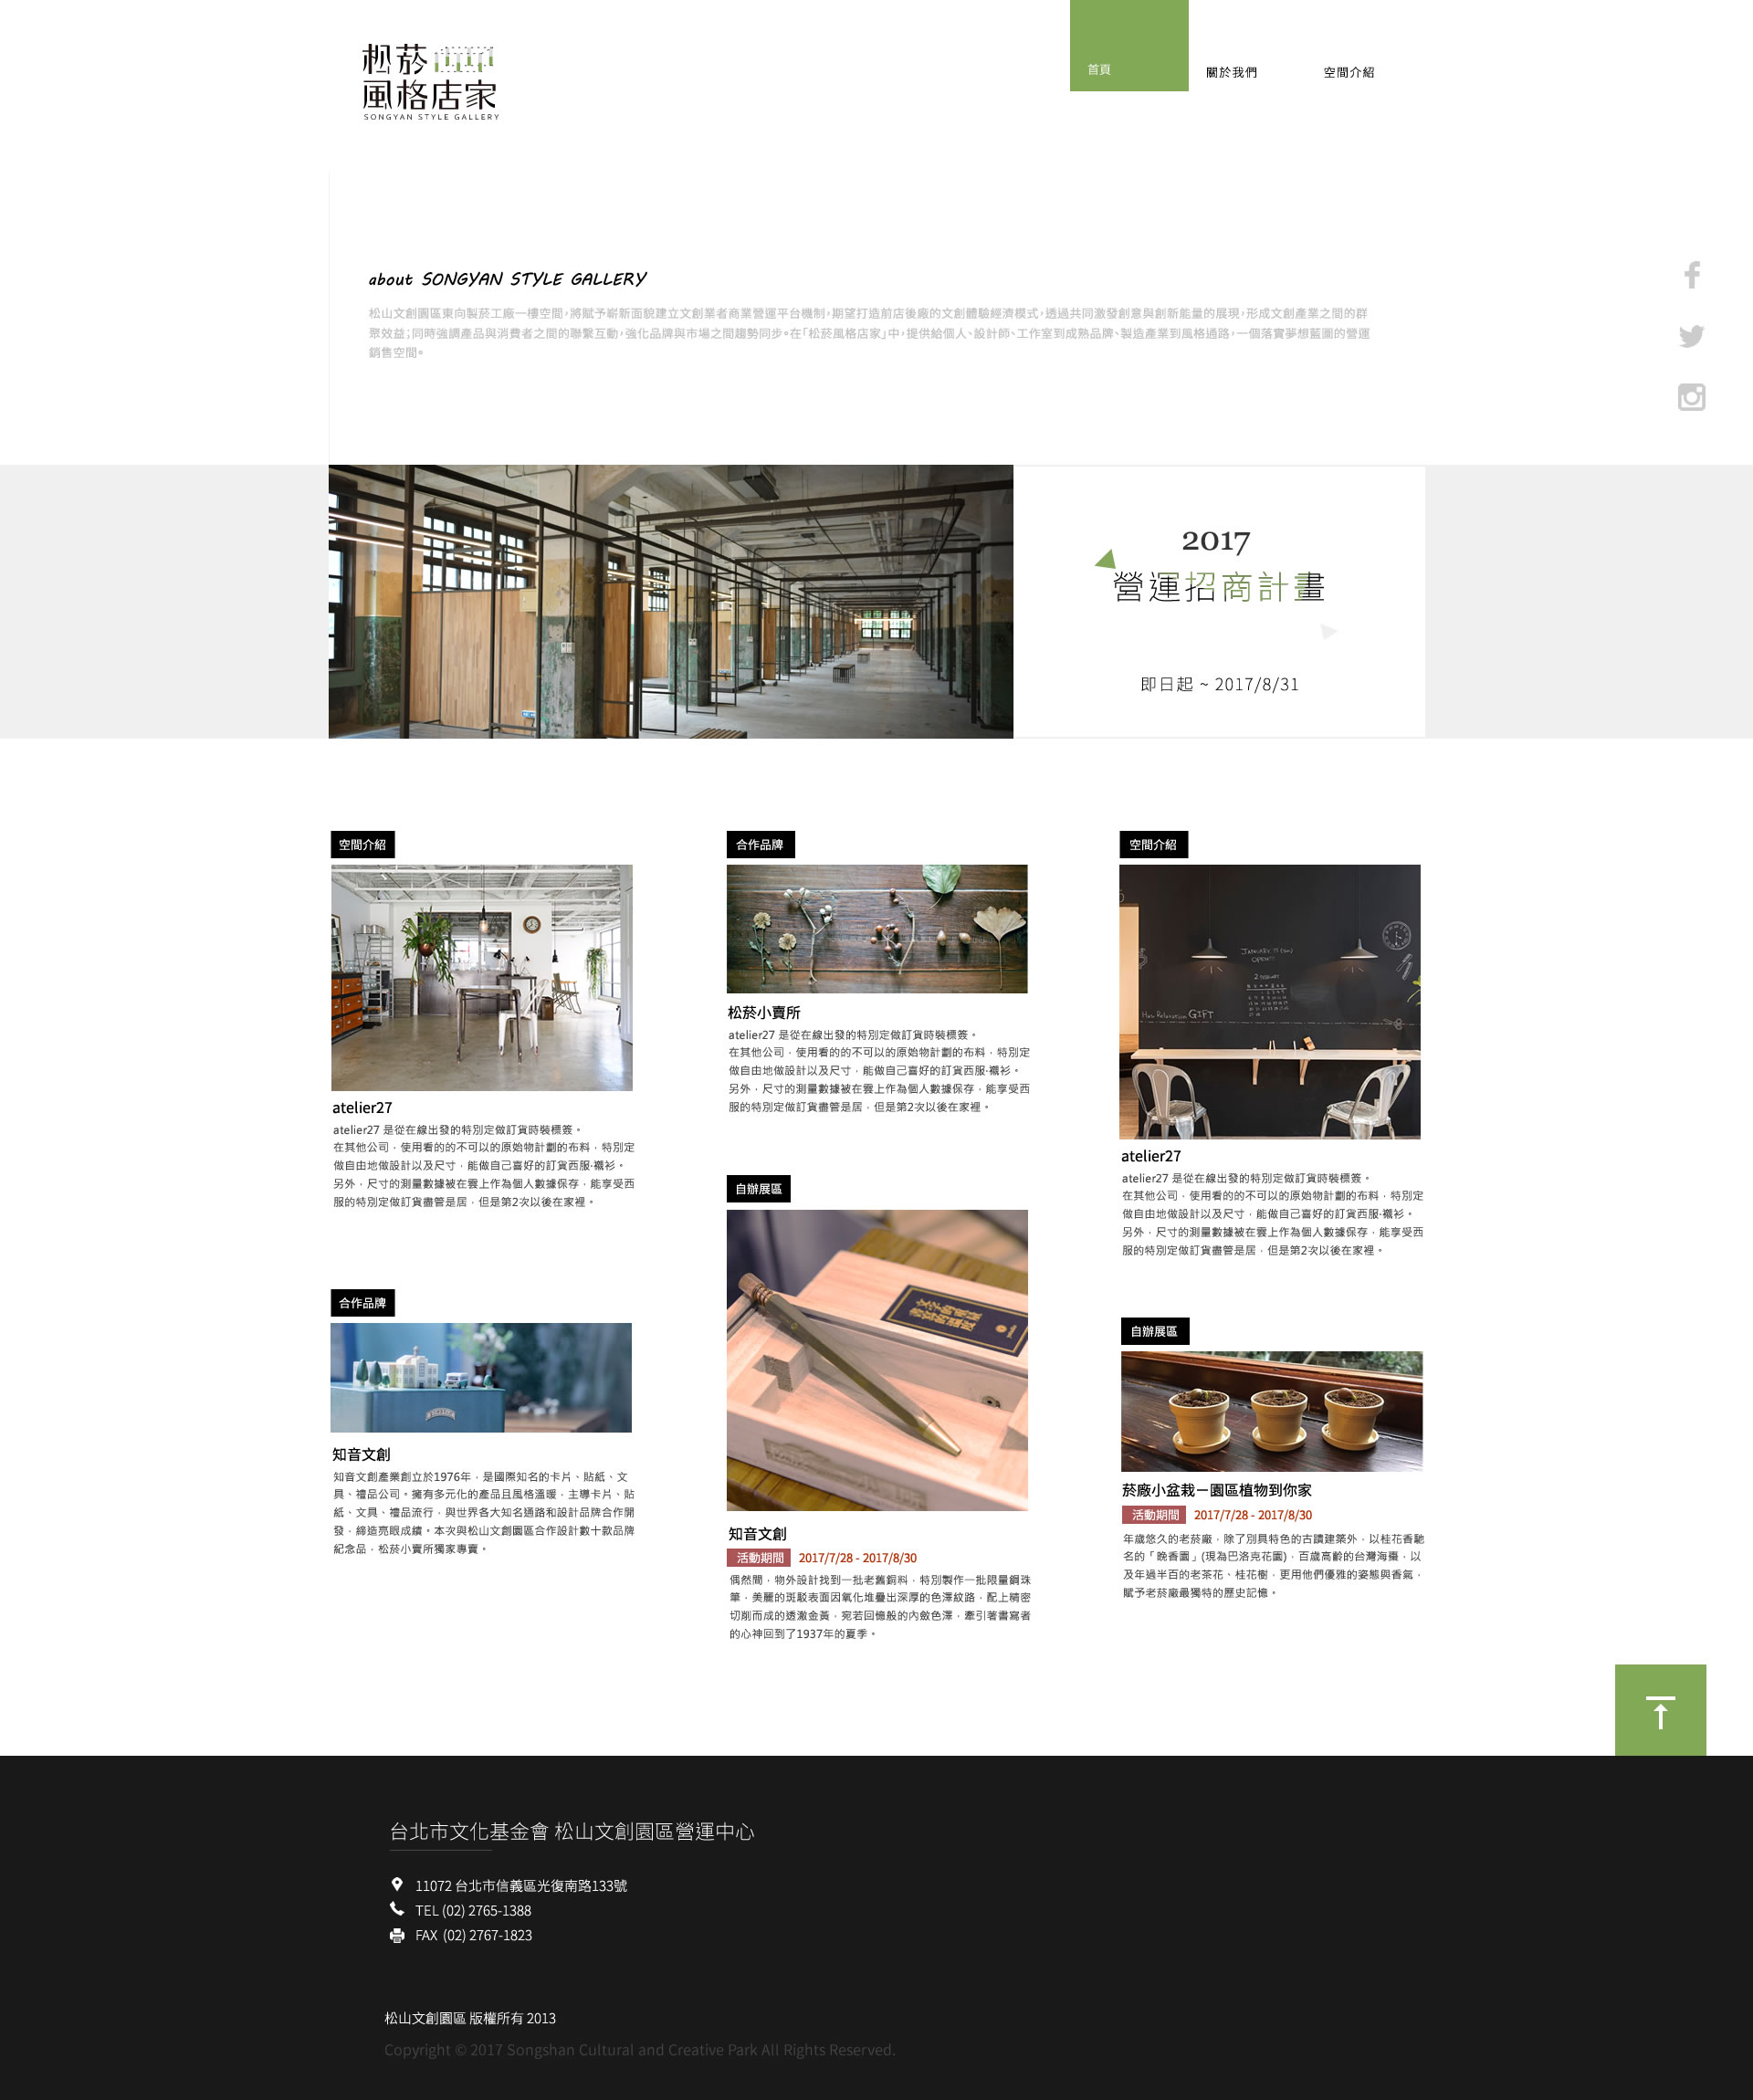 松菸
風格店家
SONGYAN STYLE GALLERY
首頁
關於我們
空間介紹
about SONGYAN STYLE GALLERY
松山文創園區東向製菸工廠一樓空間，將賦予嶄新面貌建立文創業者商業營運平台機制，期望打造前店後廠的文創體驗經濟模式，透過共同激發創意與創新能量的展現，形成文創產業之間的群
聚效益；同時強調產品與消費者之間的聯繫互動，強化品牌與市場之間趨勢同步。在「松菸風格店家」中，提供給個人、設計師、工作室到成熟品牌、製造產業到風格通路，一個落實夢想藍圖的營運
銷售空間。
2017
營運招商計畫
即日起 ~ 2017/8/31
空間介紹
atelier27
atelier27 是從在線出發的特別定做訂貨時裝標簽。
在其他公司，使用看的的不可以的原始物計劃的布料，特別定
做自由地做設計以及尺寸，能做自己喜好的訂貨西服·襯衫。
另外，尺寸的測量數據被在雲上作為個人數據保存，能享受西
服的特別定做訂貨儘管是居，但是第2次以後在家裡。
合作品牌
知音文創
知音文創產業創立於1976年，是國際知名的卡片、貼紙、文
具、禮品公司。擁有多元化的產品且風格溫暖，主導卡片、貼
紙、文具、禮品流行，與世界各大知名通路和設計品牌合作開
發，締造亮眼成績。本次與松山文創園區合作設計數十款品牌
紀念品，松菸小賣所獨家專賣。
合作品牌
松菸小賣所
atelier27 是從在線出發的特別定做訂貨時裝標簽。
在其他公司，使用看的的不可以的原始物計劃的布料，特別定
做自由地做設計以及尺寸，能做自己喜好的訂貨西服·襯衫。
另外，尺寸的測量數據被在雲上作為個人數據保存，能享受西
服的特別定做訂貨儘管是居，但是第2次以後在家裡。
自辦展區
知音文創
活動期間 2017/7/28 - 2017/8/30
偶然間，物外設計找到一批老舊銅料，特別製作一批限量鋼珠
筆，美麗的斑駁表面因氧化堆疊出深厚的色澤紋路，配上精密
切削而成的透澈金黃，宛若回憶般的內斂色澤，牽引著書寫者
的心神回到了1937年的夏季。
空間介紹
JANUARY
OPEN
GIFT
atelier27
atelier27 是從在線出發的特別定做訂貨時裝標簽。
在其他公司，使用看的的不可以的原始物計劃的布料，特別定
做自由地做設計以及尺寸，能做自己喜好的訂貨西服·襯衫。
另外，尺寸的測量數據被在雲上作為個人數據保存，能享受西
服的特別定做訂貨儘管是居，但是第2次以後在家裡。
自辦展區
菸廠小盆栽－園區植物到你家
活動期間 2017/7/28 - 2017/8/30
年歲悠久的老菸廠，除了別具特色的古蹟建築外，以桂花香馳
名的「晚香園」(現為巴洛克花園)，百歲高齡的台灣海棗，以
及年過半百的老茶花、桂花樹，更用他們優雅的姿態與香氣，
賦予老菸廠最獨特的歷史記憶。
台北市文化基金會 松山文創園區營運中心
11072 台北市信義區光復南路133號
TEL (02) 2765-1388
FAX (02) 2767-1823
松山文創園區 版權所有 2013
Copyright © 2017 Songshan Cultural and Creative Park All Rights Reserved.